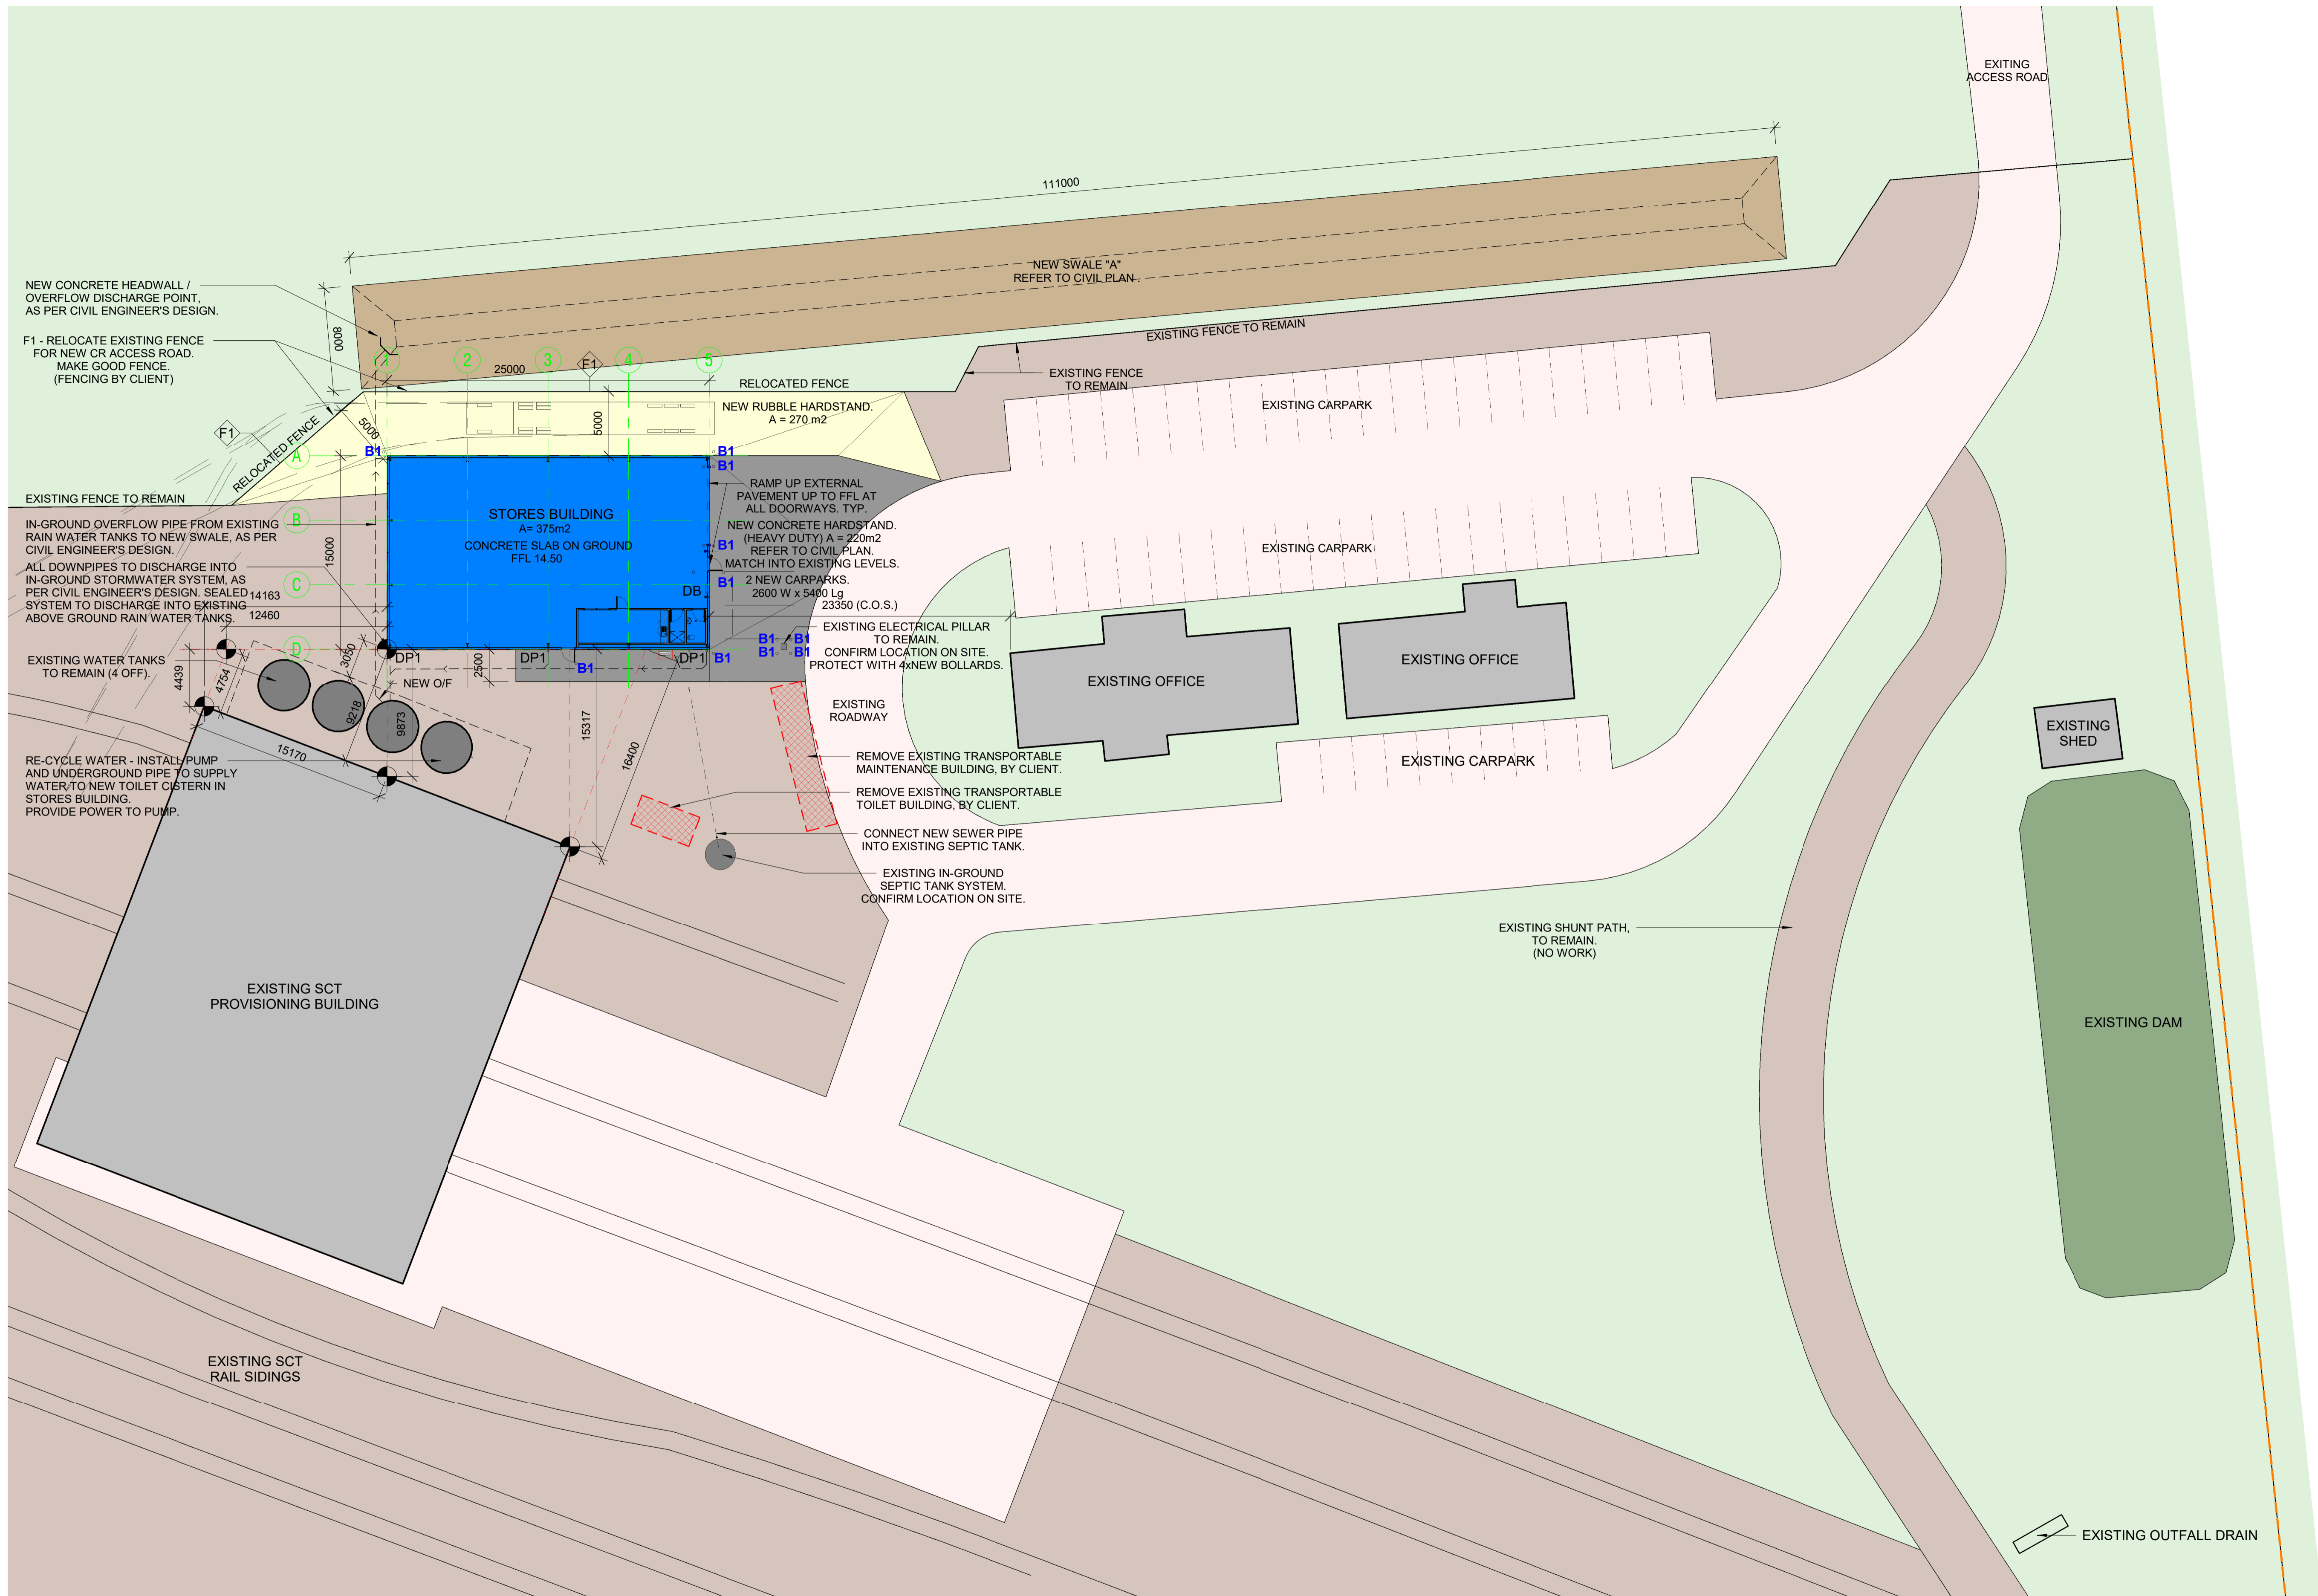 EXITING
ACCESS ROAD
111000
NEW SWALE "A"
REFER TO CIVIL PLAN .
NEW CONCRETE HEADWALL /
OVERFLOW DISCHARGE POINT,
AS PER CIVIL ENGINEER'S DESIGN.
8000
F1 - RELOCATE EXISTING FENCE
FOR NEW CR ACCESS ROAD.
MAKE GOOD FENCE.
(FENCING BY CLIENT)
1
2
3
4
5
25000
F1
RELOCATED FENCE
EXISTING FENCE TO REMAIN
EXISTING FENCE
TO REMAIN
NEW RUBBLE HARDSTAND.
A = 270 m2
EXISTING CARPARK
5000
5000
F1
RELOCATED FENCE
A
B1
B1
B1
EXISTING FENCE TO REMAIN
RAMP UP EXTERNAL
PAVEMENT UP TO FFL AT
ALL DOORWAYS. TYP.
STORES BUILDING
A= 375m2
CONCRETE SLAB ON GROUND
FFL 14.50
B
IN-GROUND OVERFLOW PIPE FROM EXISTING
RAIN WATER TANKS TO NEW SWALE, AS PER
CIVIL ENGINEER'S DESIGN.
15000
NEW CONCRETE HARDSTAND.
(HEAVY DUTY) A = 220m2
REFER TO CIVIL PLAN.
MATCH INTO EXISTING LEVELS.
B1
EXISTING CARPARK
ALL DOWNPIPES TO DISCHARGE INTO
IN-GROUND STORMWATER SYSTEM, AS
PER CIVIL ENGINEER'S DESIGN. SEALED
SYSTEM TO DISCHARGE INTO EXISTING
ABOVE GROUND RAIN WATER TANKS.
C
14163
12460
B1
DB
2 NEW CARPARKS.
2600 W x 5400 Lg
23350 (C.O.S.)
EXISTING ELECTRICAL PILLAR
TO REMAIN.
CONFIRM LOCATION ON SITE.
PROTECT WITH 4xNEW BOLLARDS.
B1
B1
B1
B1
D
DP1
DP1
DP1
B1
B1
2500
3050
EXISTING WATER TANKS
TO REMAIN (4 OFF).
4439
4754
NEW O/F
9218
9873
15317
16400
15170
EXISTING OFFICE
EXISTING OFFICE
EXISTING
ROADWAY
EXISTING
SHED
RE-CYCLE WATER - INSTALL PUMP
AND UNDERGROUND PIPE TO SUPPLY
WATER TO NEW TOILET CISTERN IN
STORES BUILDING.
PROVIDE POWER TO PUMP.
REMOVE EXISTING TRANSPORTABLE
MAINTENANCE BUILDING, BY CLIENT.
EXISTING CARPARK
REMOVE EXISTING TRANSPORTABLE
TOILET BUILDING, BY CLIENT.
CONNECT NEW SEWER PIPE
INTO EXISTING SEPTIC TANK.
EXISTING IN-GROUND
SEPTIC TANK SYSTEM.
CONFIRM LOCATION ON SITE.
EXISTING SHUNT PATH,
TO REMAIN.
(NO WORK)
EXISTING SCT
PROVISIONING BUILDING
EXISTING DAM
EXISTING SCT
RAIL SIDINGS
EXISTING OUTFALL DRAIN